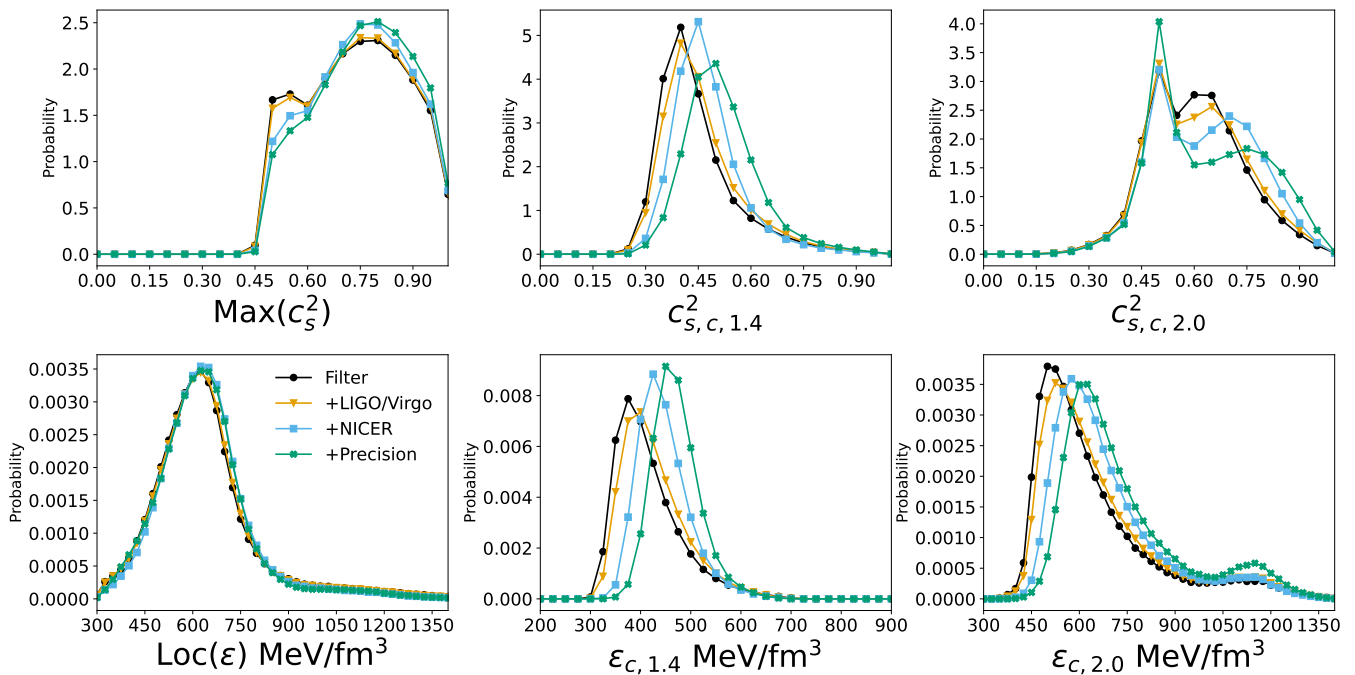 Probability
2.5
2.0
1.5
1.0
0.5
0.0
0.00 0.15 0.30 0.45 0.60 0.75 0.90
Max(c_s^2)
Probability
5
4
3
2
1
0
0.00 0.15 0.30 0.45 0.60 0.75 0.90
c^2_{s, c, 1.4}
Probability
4.0
3.5
3.0
2.5
2.0
1.5
1.0
0.5
0.0
0.00 0.15 0.30 0.45 0.60 0.75 0.90
c^2_{s, c, 2.0}
Probability
0.0035
0.0030
0.0025
0.0020
0.0015
0.0010
0.0005
0.0000
300 450 600 750 900 1050 1200 1350
Loc(ε) MeV/fm³
Filter
+LIGO/Virgo
+NICER
+Precision
Probability
0.008
0.006
0.004
0.002
0.000
200 300 400 500 600 700 800 900
ε_{c, 1.4} MeV/fm³
Probability
0.0035
0.0030
0.0025
0.0020
0.0015
0.0010
0.0005
0.0000
300 450 600 750 900 1050 1200 1350
ε_{c, 2.0} MeV/fm³